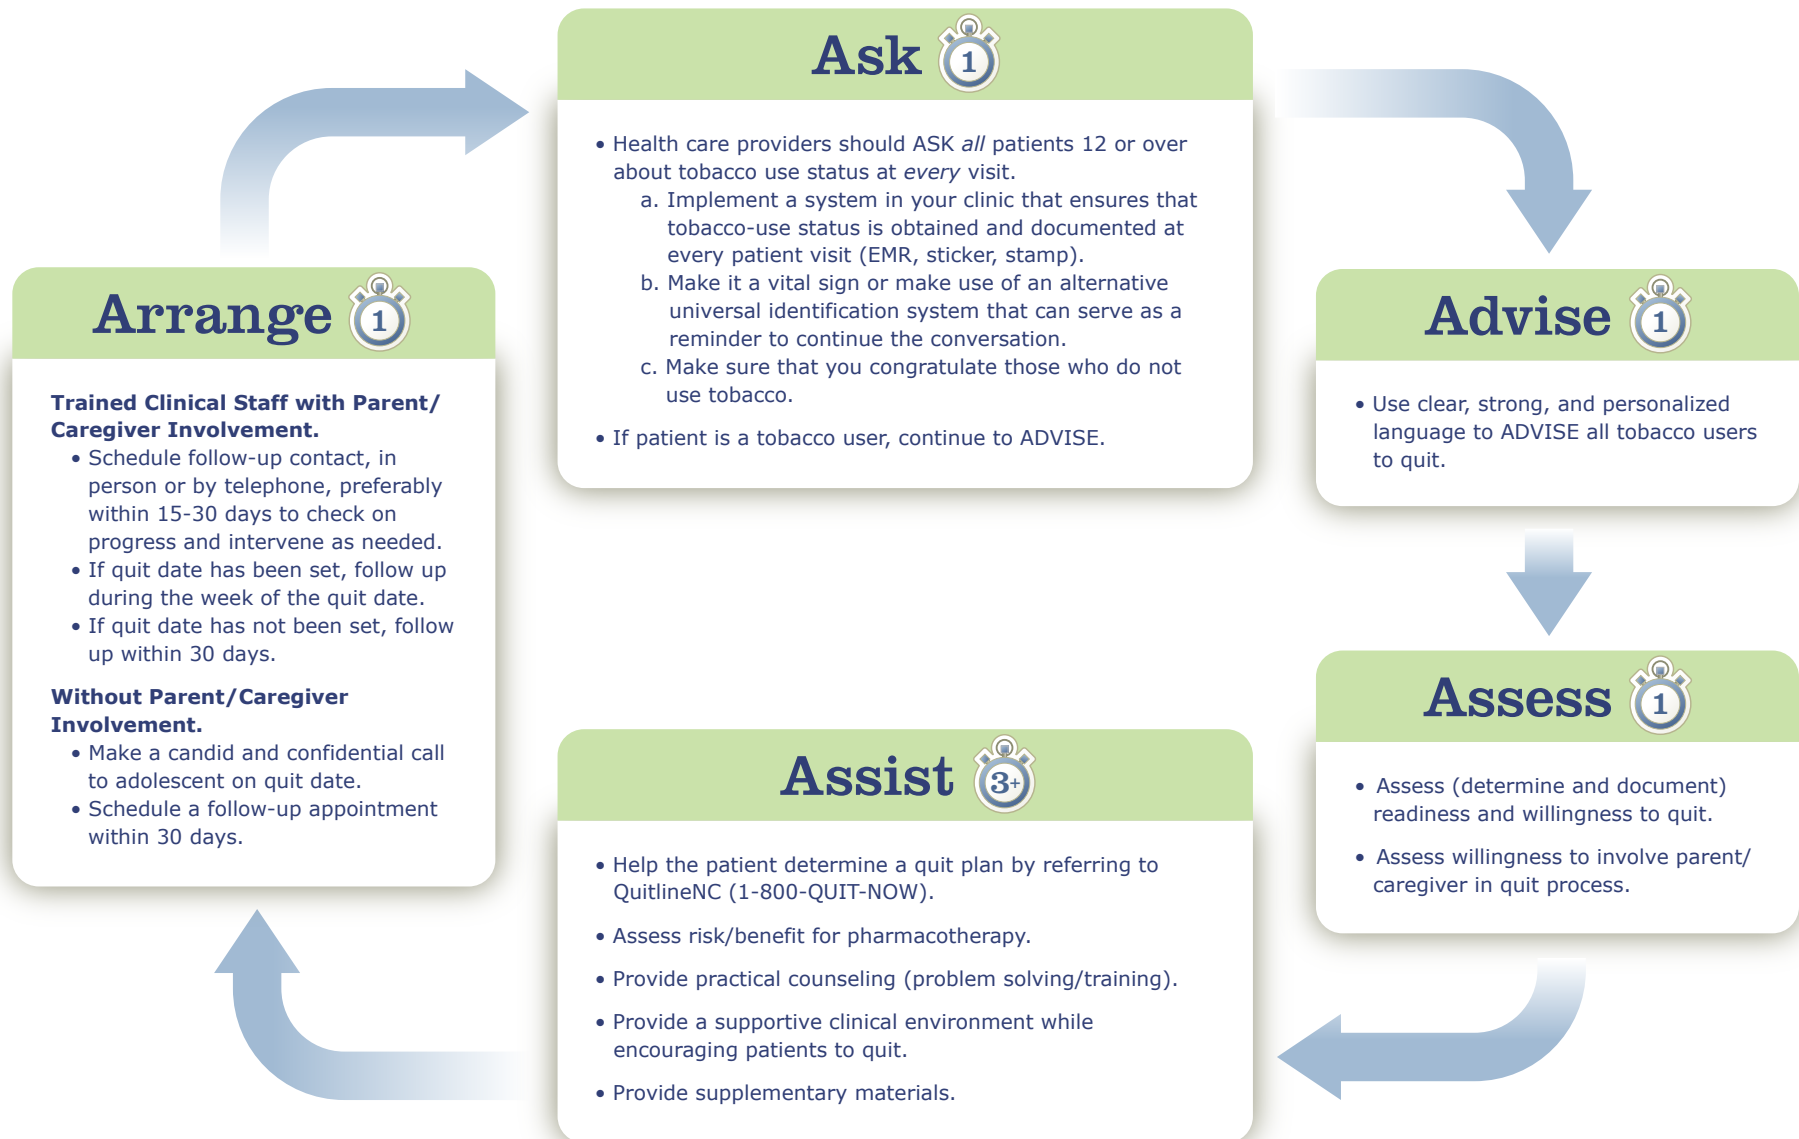 Ask 1
• Health care providers should ASK all patients 12 or over
about tobacco use status at every visit.
a. Implement a system in your clinic that ensures that
tobacco-use status is obtained and documented at
every patient visit (EMR, sticker, stamp).
b. Make it a vital sign or make use of an alternative
universal identification system that can serve as a
reminder to continue the conversation.
c. Make sure that you congratulate those who do not
use tobacco.
• If patient is a tobacco user, continue to ADVISE.
Advise 1
• Use clear, strong, and personalized
language to ADVISE all tobacco users
to quit.
Assess 1
• Assess (determine and document)
readiness and willingness to quit.
• Assess willingness to involve parent/
caregiver in quit process.
Assist 3+
• Help the patient determine a quit plan by referring to
QuitlineNC (1-800-QUIT-NOW).
• Assess risk/benefit for pharmacotherapy.
• Provide practical counseling (problem solving/training).
• Provide a supportive clinical environment while
encouraging patients to quit.
• Provide supplementary materials.
Arrange 1
Trained Clinical Staff with Parent/
Caregiver Involvement.
• Schedule follow-up contact, in
person or by telephone, preferably
within 15-30 days to check on
progress and intervene as needed.
• If quit date has been set, follow up
during the week of the quit date.
• If quit date has not been set, follow
up within 30 days.
Without Parent/Caregiver
Involvement.
• Make a candid and confidential call
to adolescent on quit date.
• Schedule a follow-up appointment
within 30 days.